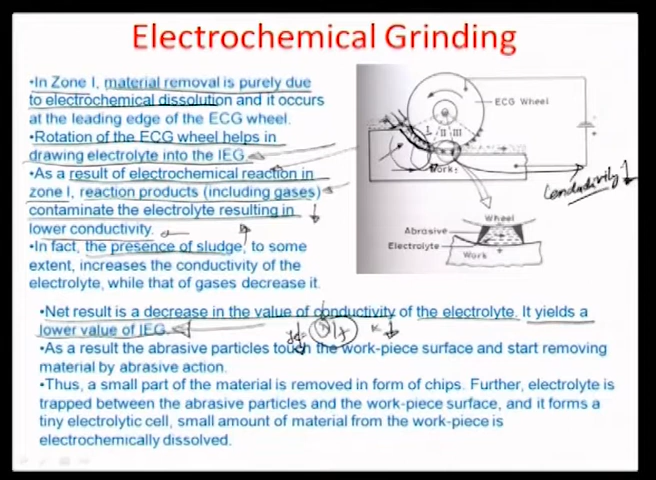 Electrochemical Grinding
•In Zone I, material removal is purely due
to electrochemical dissolution and it occurs
at the leading edge of the ECG wheel.
•Rotation of the ECG wheel helps in
drawing electrolyte into the IEG.
•As a result of electrochemical reaction in
zone I, reaction products (including gases)
contaminate the electrolyte resulting in
lower conductivity.
•In fact, the presence of sludge, to some
extent, increases the conductivity of the
electrolyte, while that of gases decrease it.
ECG Wheel
I II III
Work
Conductivity ↓
Wheel
Abrasive
Electrolyte
Work
•Net result is a decrease in the value of conductivity of the electrolyte. It yields a
lower value of IEG.
•As a result the abrasive particles touch the work-piece surface and start removing
material by abrasive action.
•Thus, a small part of the material is removed in form of chips. Further, electrolyte is
trapped between the abrasive particles and the work-piece surface, and it forms a
tiny electrolytic cell, small amount of material from the work-piece is
electrochemically dissolved.